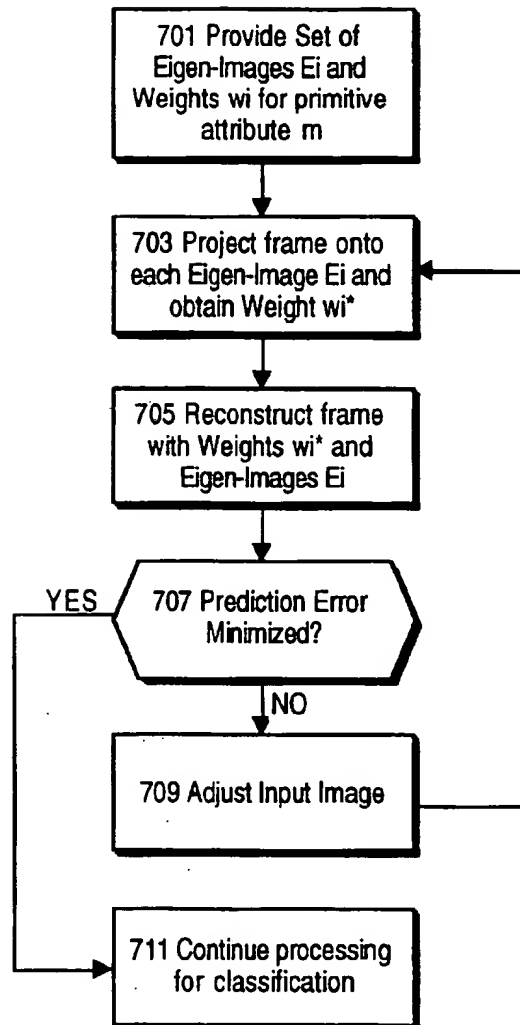 701 Provide Set of
Eigen-Images Ei and
Weights wi for primitive
attribute m
703 Project frame onto
each Eigen-Image Ei and
obtain Weight wi*
705 Reconstruct frame
with Weights wi* and
Eigen-Images Ei
YES
707 Prediction Error
Minimized?
NO
709 Adjust Input Image
711 Continue processing
for classification